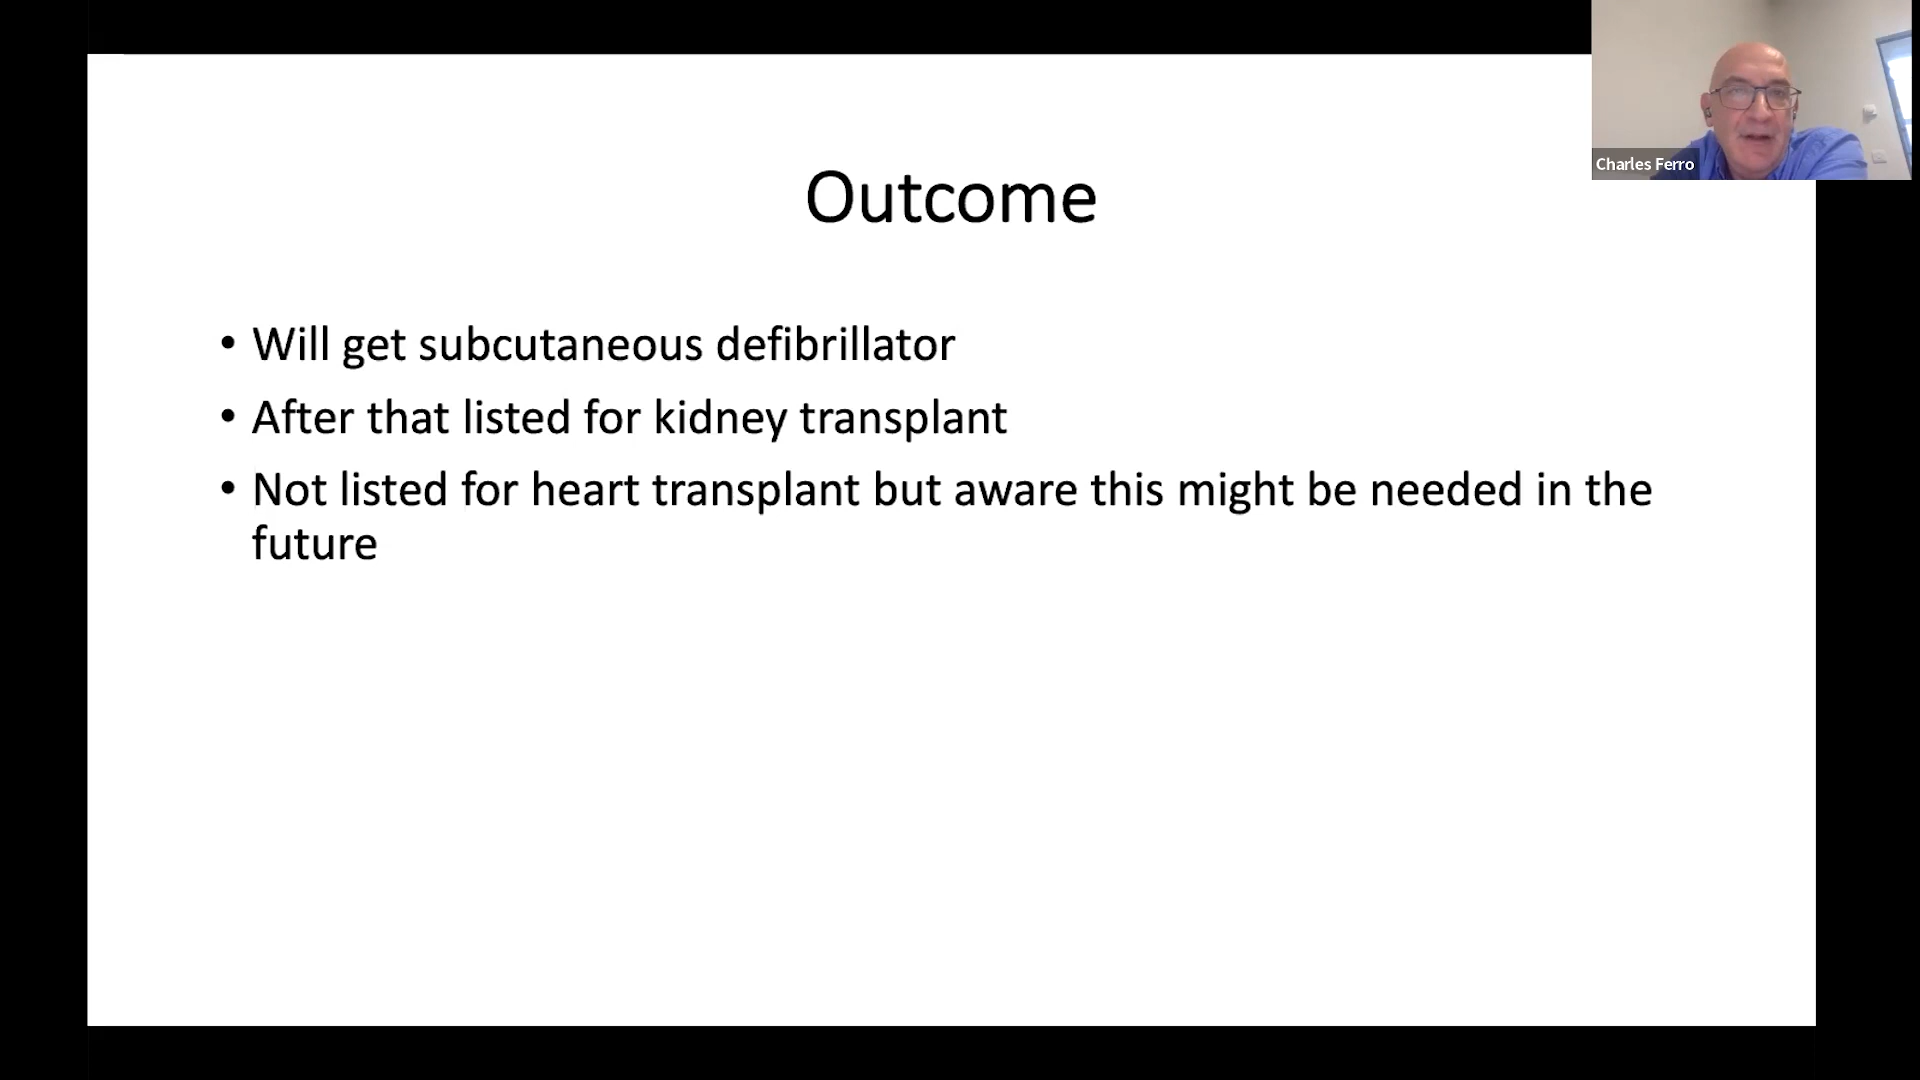 Charles Ferro
Outcome
• Will get subcutaneous defibrillator
• After that listed for kidney transplant
• Not listed for heart transplant but aware this might be needed in the
future